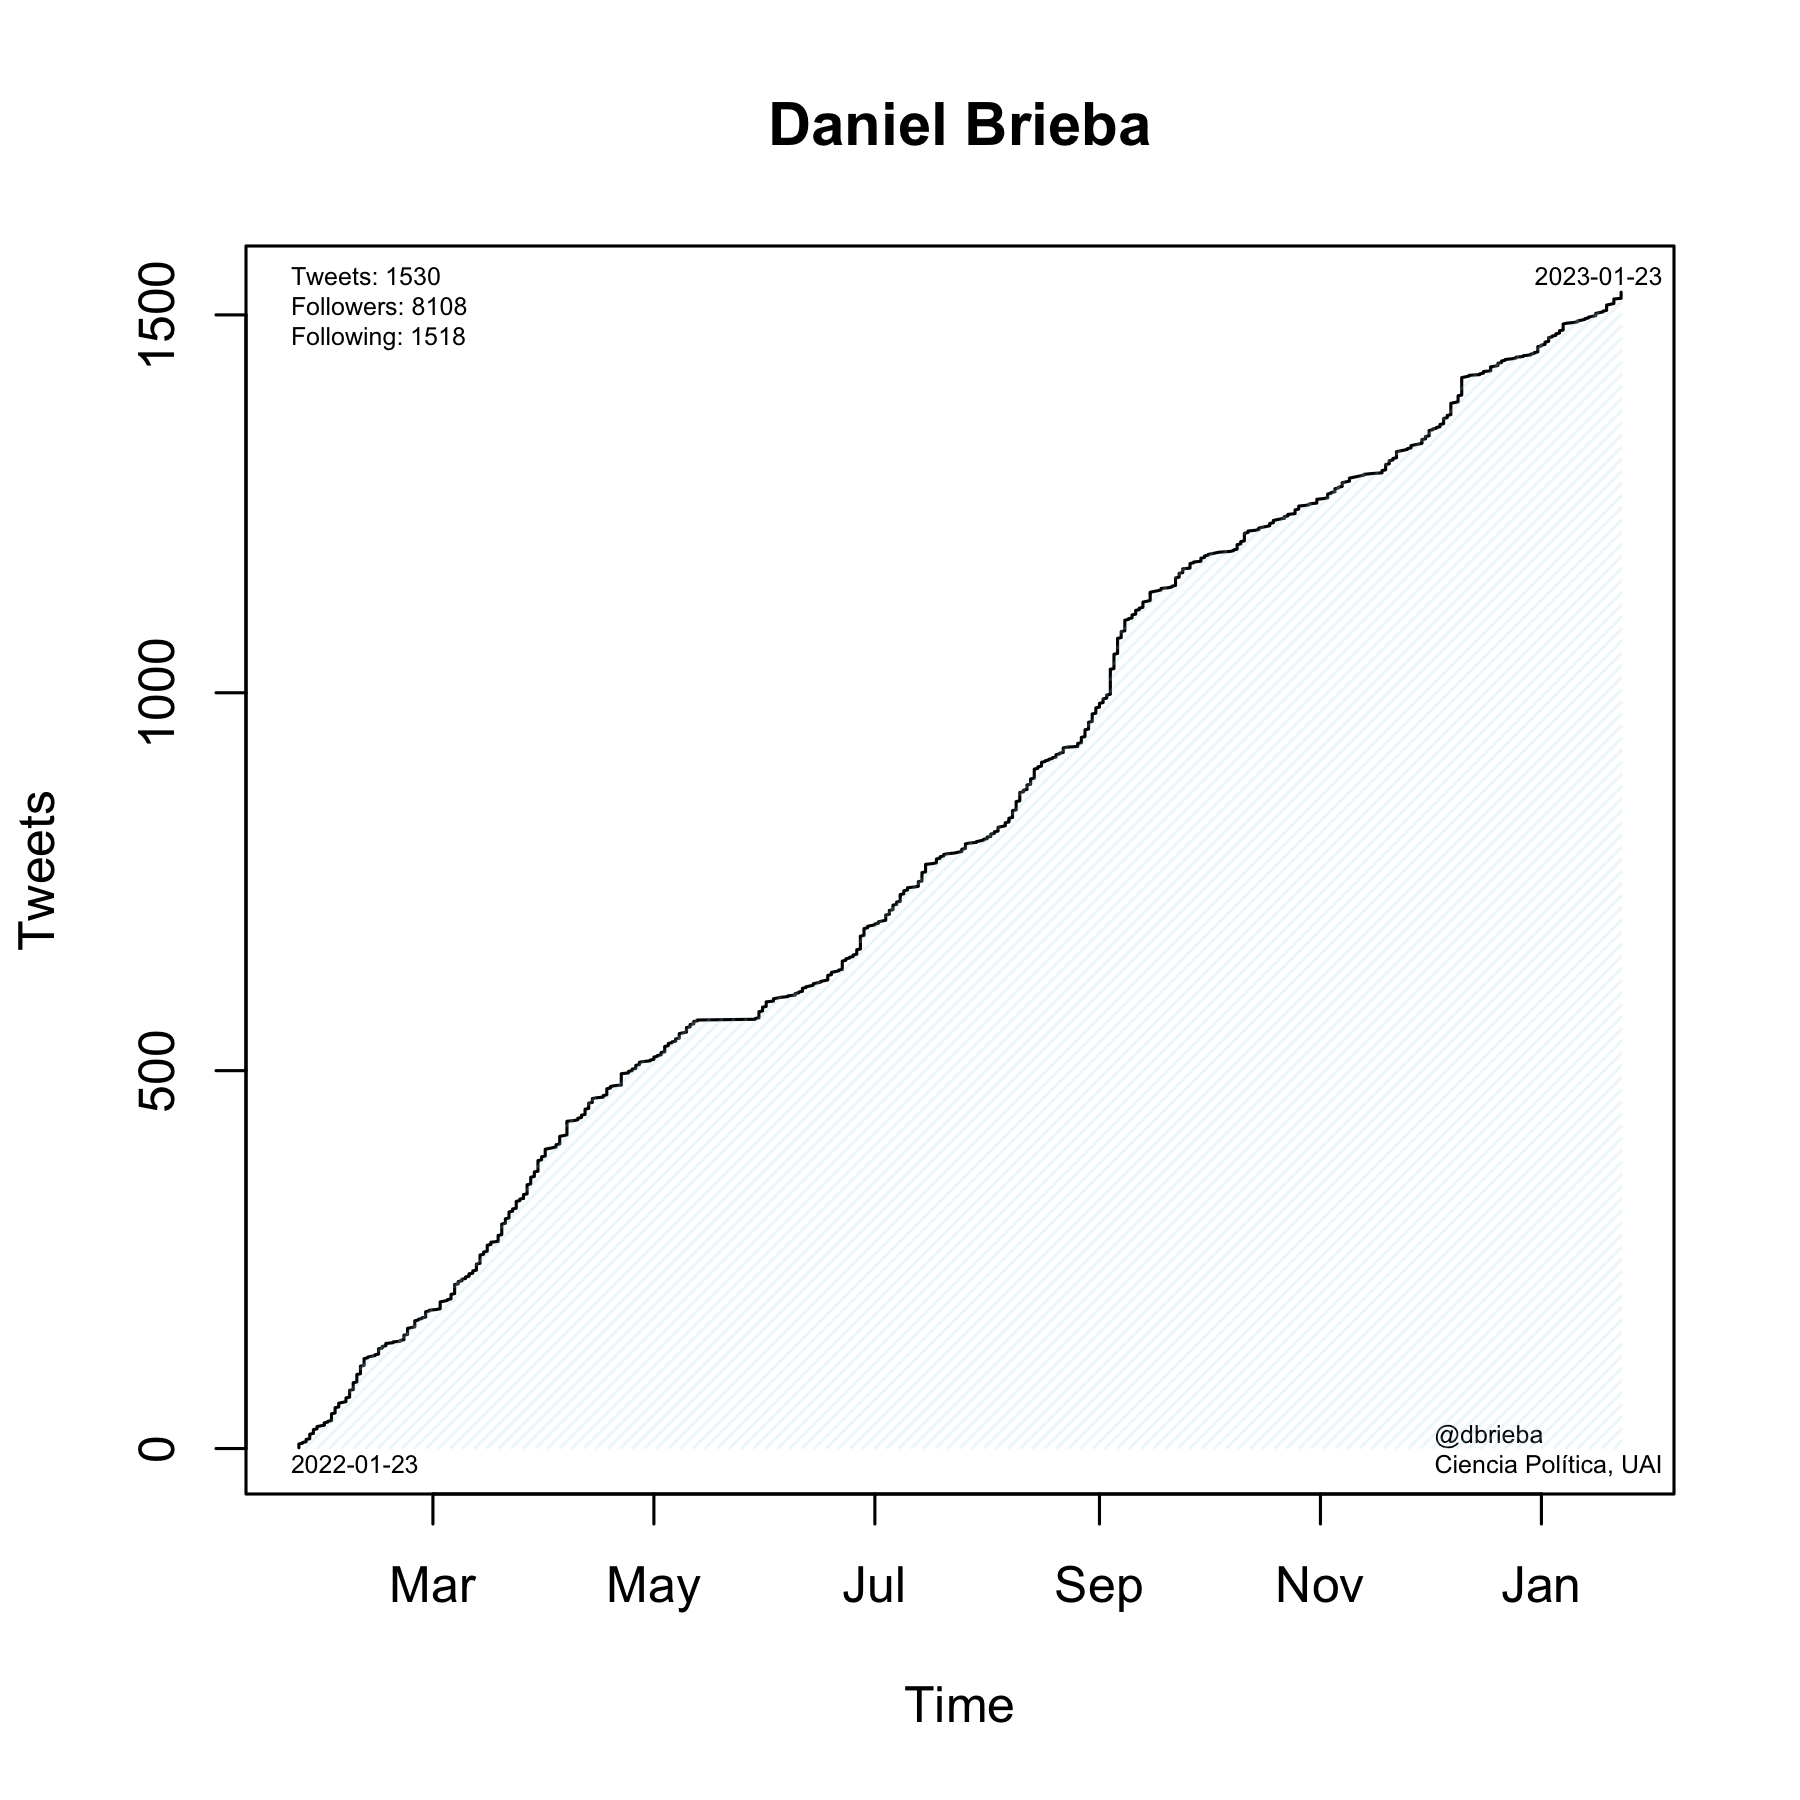 Daniel Brieba
Tweets: 1530
Followers: 8108
Following: 1518
2023-01-23
1500
1000
500
0
Tweets
@dbrieba
Ciencia Política, UAI
2022-01-23
Mar May Jul Sep Nov Jan
Time